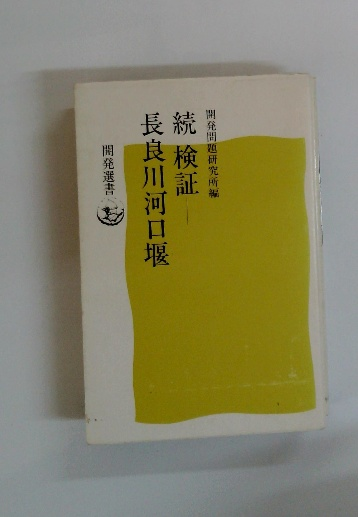 開発問題研究所編
続 検証―
長良川河口堰
開発選書